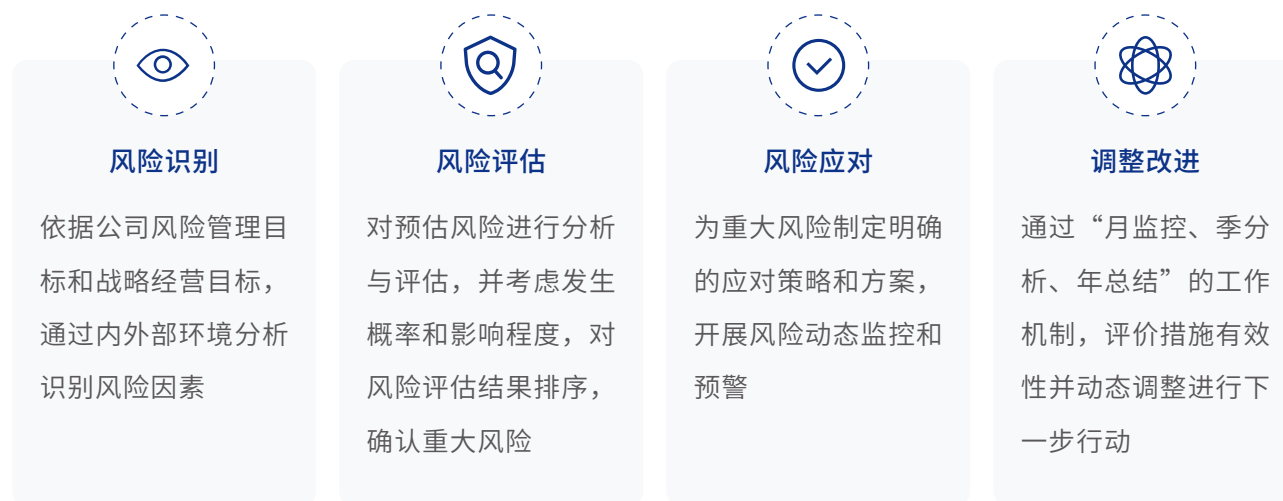 风险识别
依据公司风险管理目
标和战略经营目标，
通过内外部环境分析
识别风险因素
风险评估
对预估风险进行分析
与评估，并考虑发生
概率和影响程度，对
风险评估结果排序，
确认重大风险
风险应对
为重大风险制定明确
的应对策略和方案，
开展风险动态监控和
预警
调整改进
通过“月监控、季分
析、年总结”的工作
机制，评价措施有效
性并动态调整进行下
一步行动